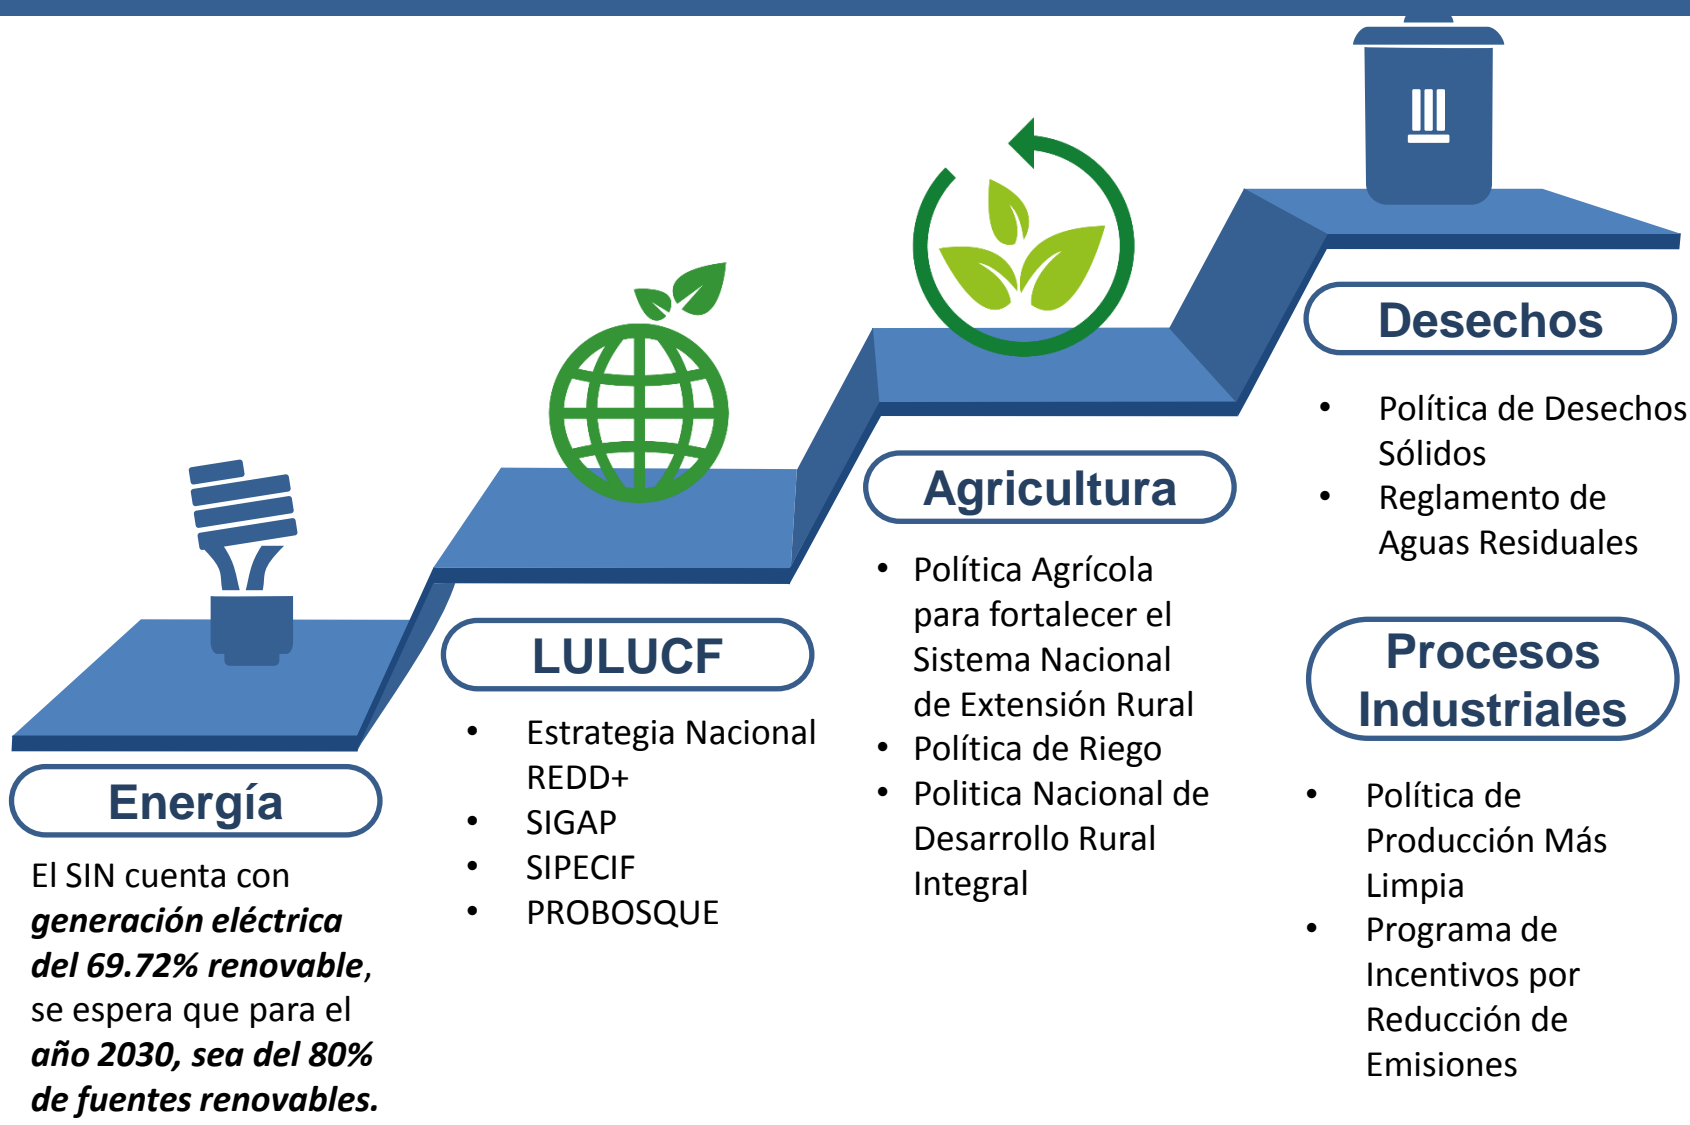 Energía
El SIN cuenta con
generación eléctrica
del 69.72% renovable,
se espera que para el
año 2030, sea del 80%
de fuentes renovables.
LULUCF
• Estrategia Nacional
REDD+
• SIGAP
• SIPECIF
• PROBOSQUE
Agricultura
• Política Agrícola
para fortalecer el
Sistema Nacional
de Extensión Rural
• Política de Riego
• Politica Nacional de
Desarrollo Rural
Integral
Desechos
• Política de Desechos
Sólidos
• Reglamento de
Aguas Residuales
Procesos
Industriales
• Política de
Producción Más
Limpia
• Programa de
Incentivos por
Reducción de
Emisiones